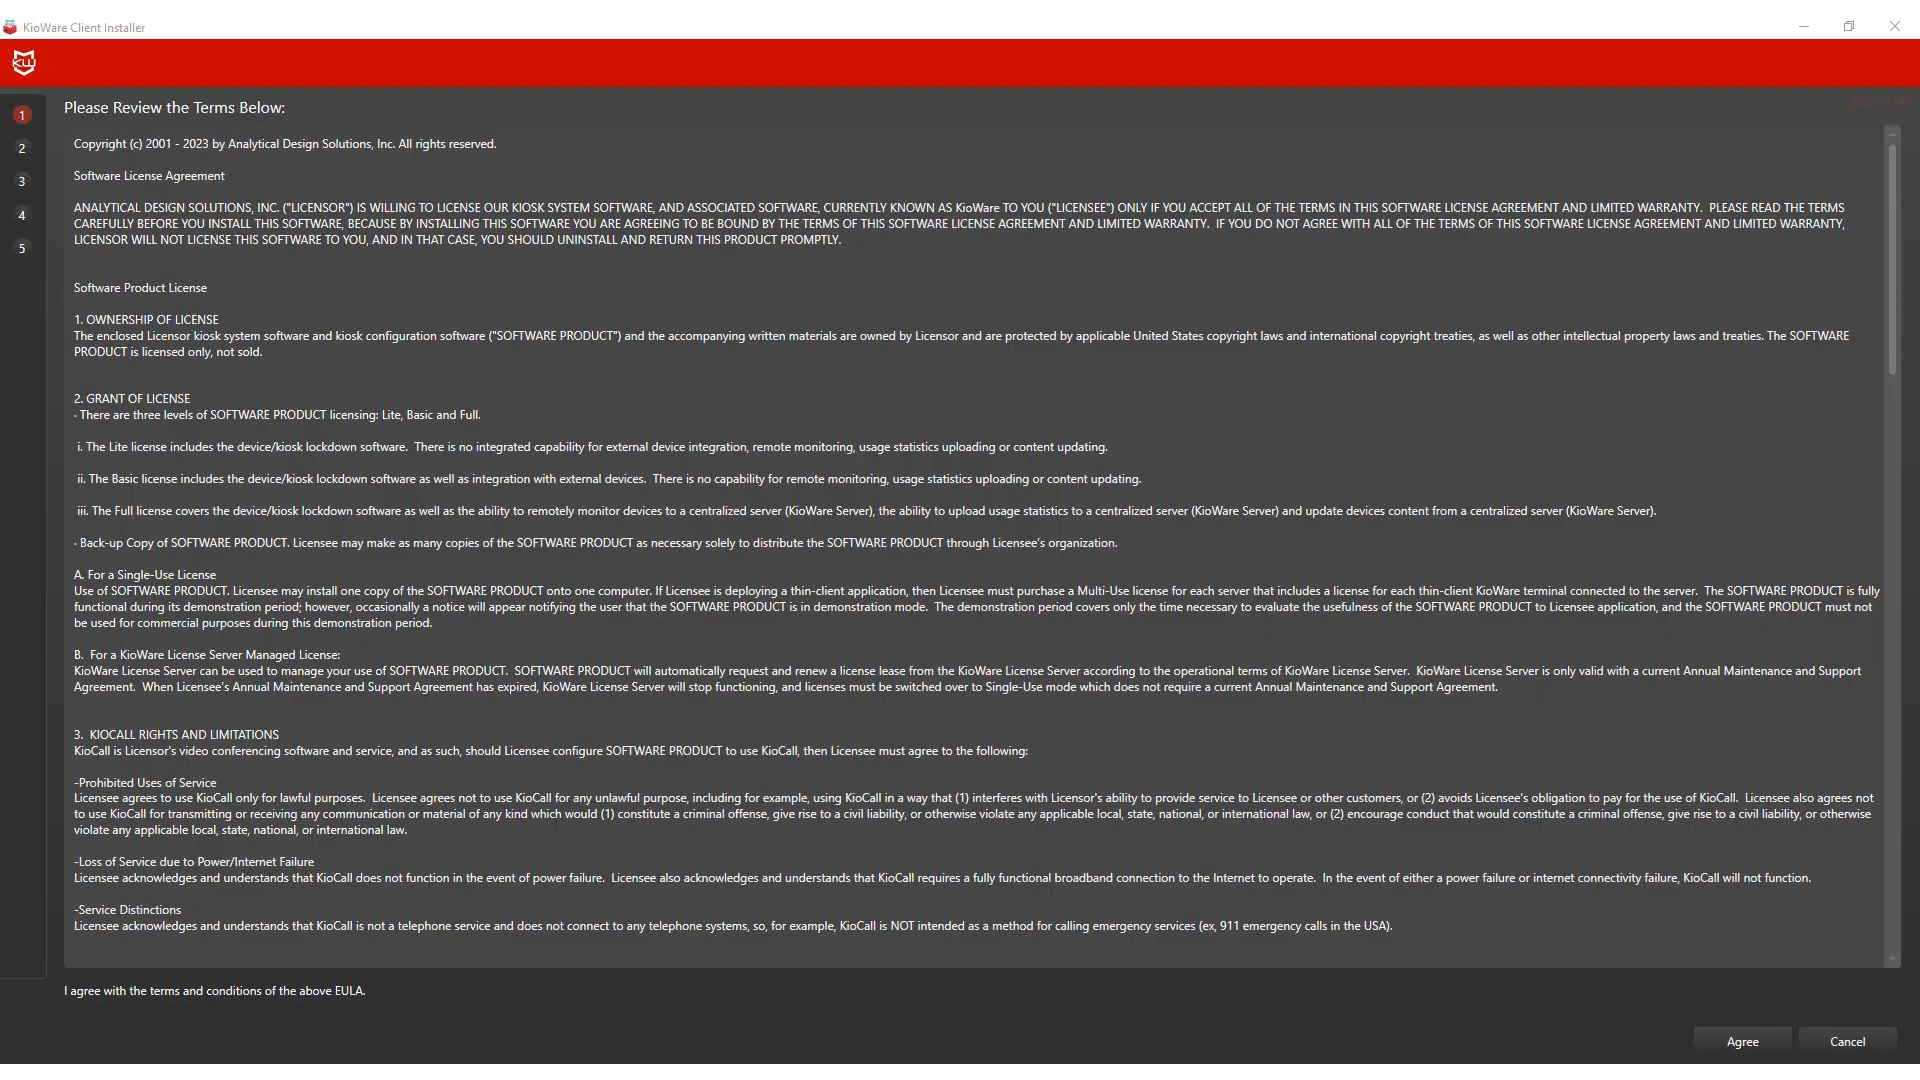 KioWare Client Installer
KW
1
2
3
4
5
Please Review the Terms Below:
Copyright (c) 2001 - 2023 by Analytical Design Solutions, Inc. All rights reserved.
Software License Agreement
ANALYTICAL DESIGN SOLUTIONS, INC. ("LICENSOR") IS WILLING TO LICENSE OUR KIOSK SYSTEM SOFTWARE, AND ASSOCIATED SOFTWARE, CURRENTLY KNOWN AS KioWare TO YOU ("LICENSEE") ONLY IF YOU ACCEPT ALL OF THE TERMS IN THIS SOFTWARE LICENSE AGREEMENT AND LIMITED WARRANTY.  PLEASE READ THE TERMS
CAREFULLY BEFORE YOU INSTALL THIS SOFTWARE, BECAUSE BY INSTALLING THIS SOFTWARE YOU ARE AGREEING TO BE BOUND BY THE TERMS OF THIS SOFTWARE LICENSE AGREEMENT AND LIMITED WARRANTY.  IF YOU DO NOT AGREE WITH ALL OF THE TERMS OF THIS SOFTWARE LICENSE AGREEMENT AND LIMITED WARRANTY,
LICENSOR WILL NOT LICENSE THIS SOFTWARE TO YOU, AND IN THAT CASE, YOU SHOULD UNINSTALL AND RETURN THIS PRODUCT PROMPTLY.
Software Product License
1. OWNERSHIP OF LICENSE
The enclosed Licensor kiosk system software and kiosk configuration software ("SOFTWARE PRODUCT") and the accompanying written materials are owned by Licensor and are protected by applicable United States copyright laws and international copyright treaties, as well as other intellectual property laws and treaties. The SOFTWARE
PRODUCT is licensed only, not sold.
2. GRANT OF LICENSE
· There are three levels of SOFTWARE PRODUCT licensing: Lite, Basic and Full.
i. The Lite license includes the device/kiosk lockdown software.  There is no integrated capability for external device integration, remote monitoring, usage statistics uploading or content updating.
ii. The Basic license includes the device/kiosk lockdown software as well as integration with external devices.  There is no capability for remote monitoring, usage statistics uploading or content updating.
iii. The Full license covers the device/kiosk lockdown software as well as the ability to remotely monitor devices to a centralized server (KioWare Server), the ability to upload usage statistics to a centralized server (KioWare Server) and update devices content from a centralized server (KioWare Server).
· Back-up Copy of SOFTWARE PRODUCT. Licensee may make as many copies of the SOFTWARE PRODUCT as necessary solely to distribute the SOFTWARE PRODUCT through Licensee's organization.
A. For a Single-Use License
Use of SOFTWARE PRODUCT. Licensee may install one copy of the SOFTWARE PRODUCT onto one computer. If Licensee is deploying a thin-client application, then Licensee must purchase a Multi-Use license for each server that includes a license for each thin-client KioWare terminal connected to the server.  The SOFTWARE PRODUCT is fully
functional during its demonstration period; however, occasionally a notice will appear notifying the user that the SOFTWARE PRODUCT is in demonstration mode.  The demonstration period covers only the time necessary to evaluate the usefulness of the SOFTWARE PRODUCT to Licensee application, and the SOFTWARE PRODUCT must not
be used for commercial purposes during this demonstration period.
B.  For a KioWare License Server Managed License:
KioWare License Server can be used to manage your use of SOFTWARE PRODUCT.  SOFTWARE PRODUCT will automatically request and renew a license lease from the KioWare License Server according to the operational terms of KioWare License Server.  KioWare License Server is only valid with a current Annual Maintenance and Support
Agreement.  When Licensee's Annual Maintenance and Support Agreement has expired, KioWare License Server will stop functioning, and licenses must be switched over to Single-Use mode which does not require a current Annual Maintenance and Support Agreement.
3.  KIOCALL RIGHTS AND LIMITATIONS
KioCall is Licensor's video conferencing software and service, and as such, should Licensee configure SOFTWARE PRODUCT to use KioCall, then Licensee must agree to the following:
-Prohibited Uses of Service
Licensee agrees to use KioCall only for lawful purposes.  Licensee agrees not to use KioCall for any unlawful purpose, including for example, using KioCall in a way that (1) interferes with Licensor's ability to provide service to Licensee or other customers, or (2) avoids Licensee's obligation to pay for the use of KioCall.  Licensee also agrees not
to use KioCall for transmitting or receiving any communication or material of any kind which would (1) constitute a criminal offense, give rise to a civil liability, or otherwise violate any applicable local, state, national, or international law, or (2) encourage conduct that would constitute a criminal offense, give rise to a civil liability, or otherwise
violate any applicable local, state, national, or international law.
-Loss of Service due to Power/Internet Failure
Licensee acknowledges and understands that KioCall does not function in the event of power failure.  Licensee also acknowledges and understands that KioCall requires a fully functional broadband connection to the Internet to operate.  In the event of either a power failure or internet connectivity failure, KioCall will not function.
-Service Distinctions
Licensee acknowledges and understands that KioCall is not a telephone service and does not connect to any telephone systems, so, for example, KioCall is NOT intended as a method for calling emergency services (ex, 911 emergency calls in the USA).
I agree with the terms and conditions of the above EULA.
Agree
Cancel